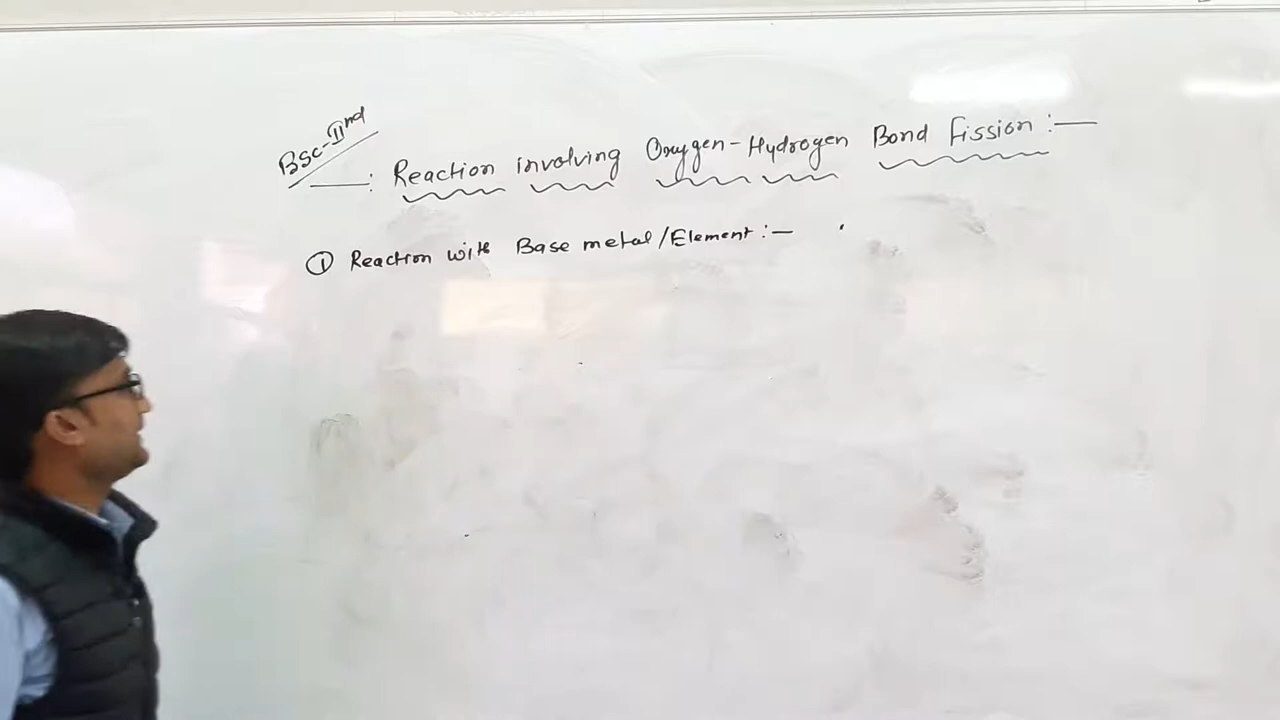 BSC-IInd
—: Reaction involving Oxygen-Hydrogen Bond fission :—
① Reaction with Base metal/Element :—